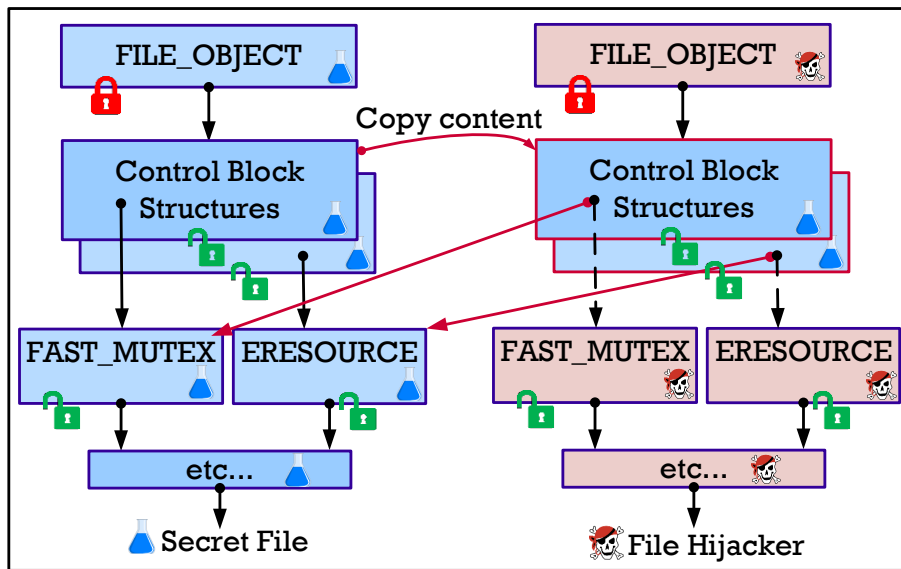 FILE_OBJECT
FILE_OBJECT
Copy content
Control Block
Structures
Control Block
Structures
FAST_MUTEX
ERESOURCE
FAST_MUTEX
ERESOURCE
etc...
etc...
Secret File
File Hijacker